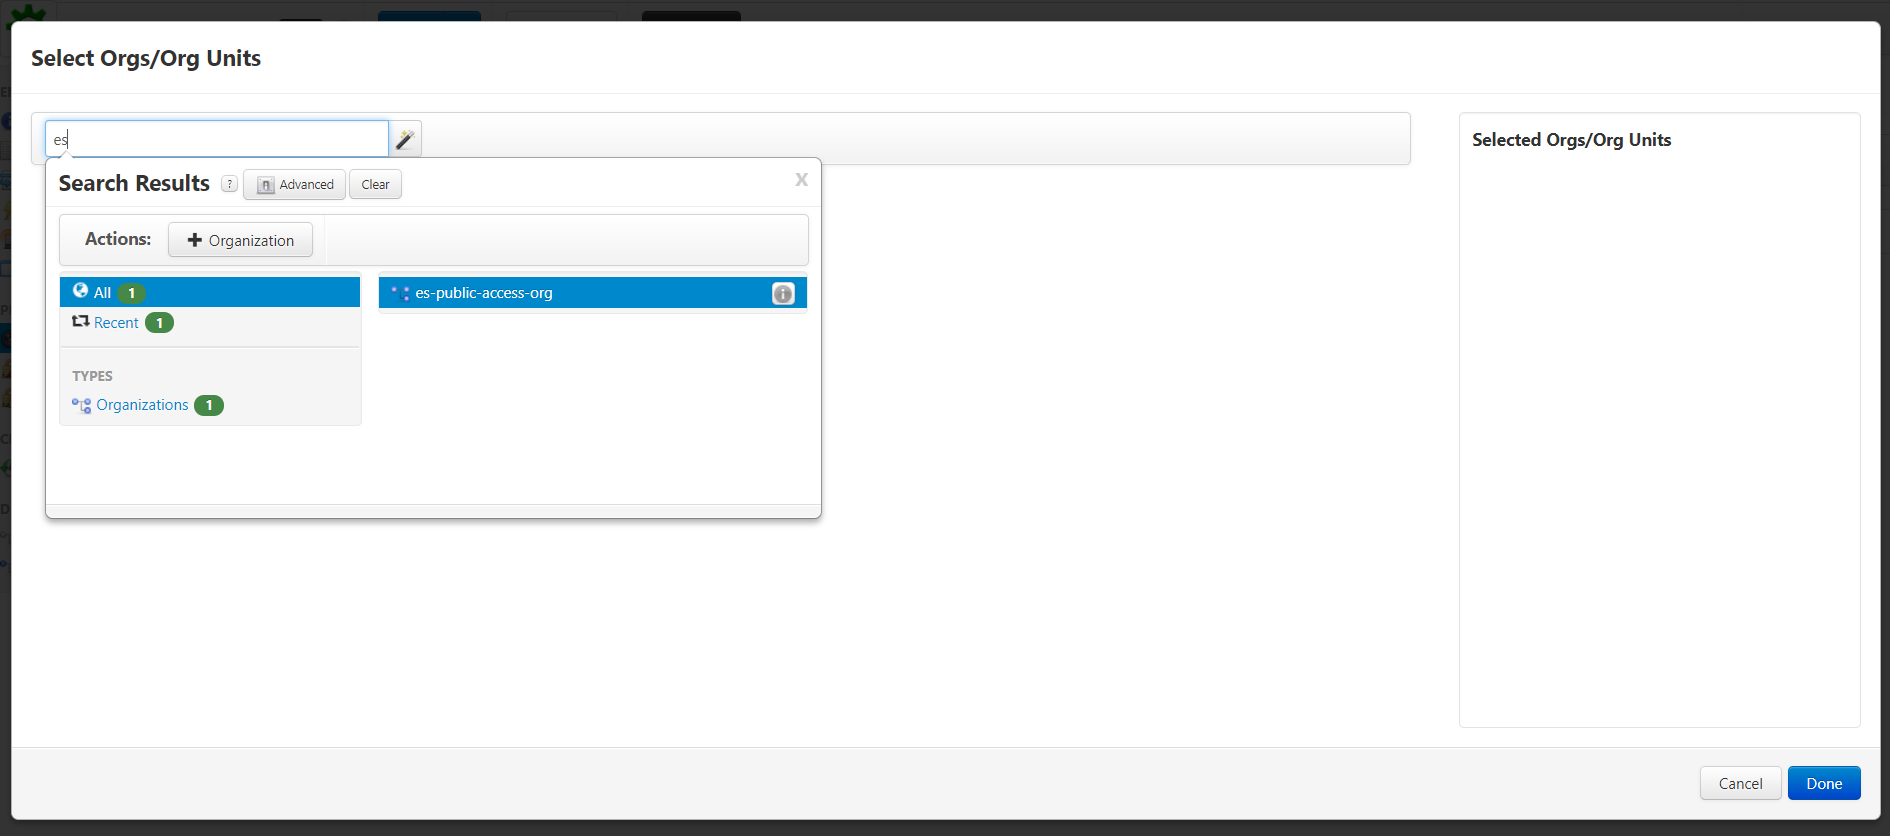 Select Orgs/Org Units
es
Selected Orgs/Org Units
Search Results ? Advanced Clear X
Actions: Organization
All 1
es-public-access-org
Recent 1
TYPES
Organizations 1
Cancel Done